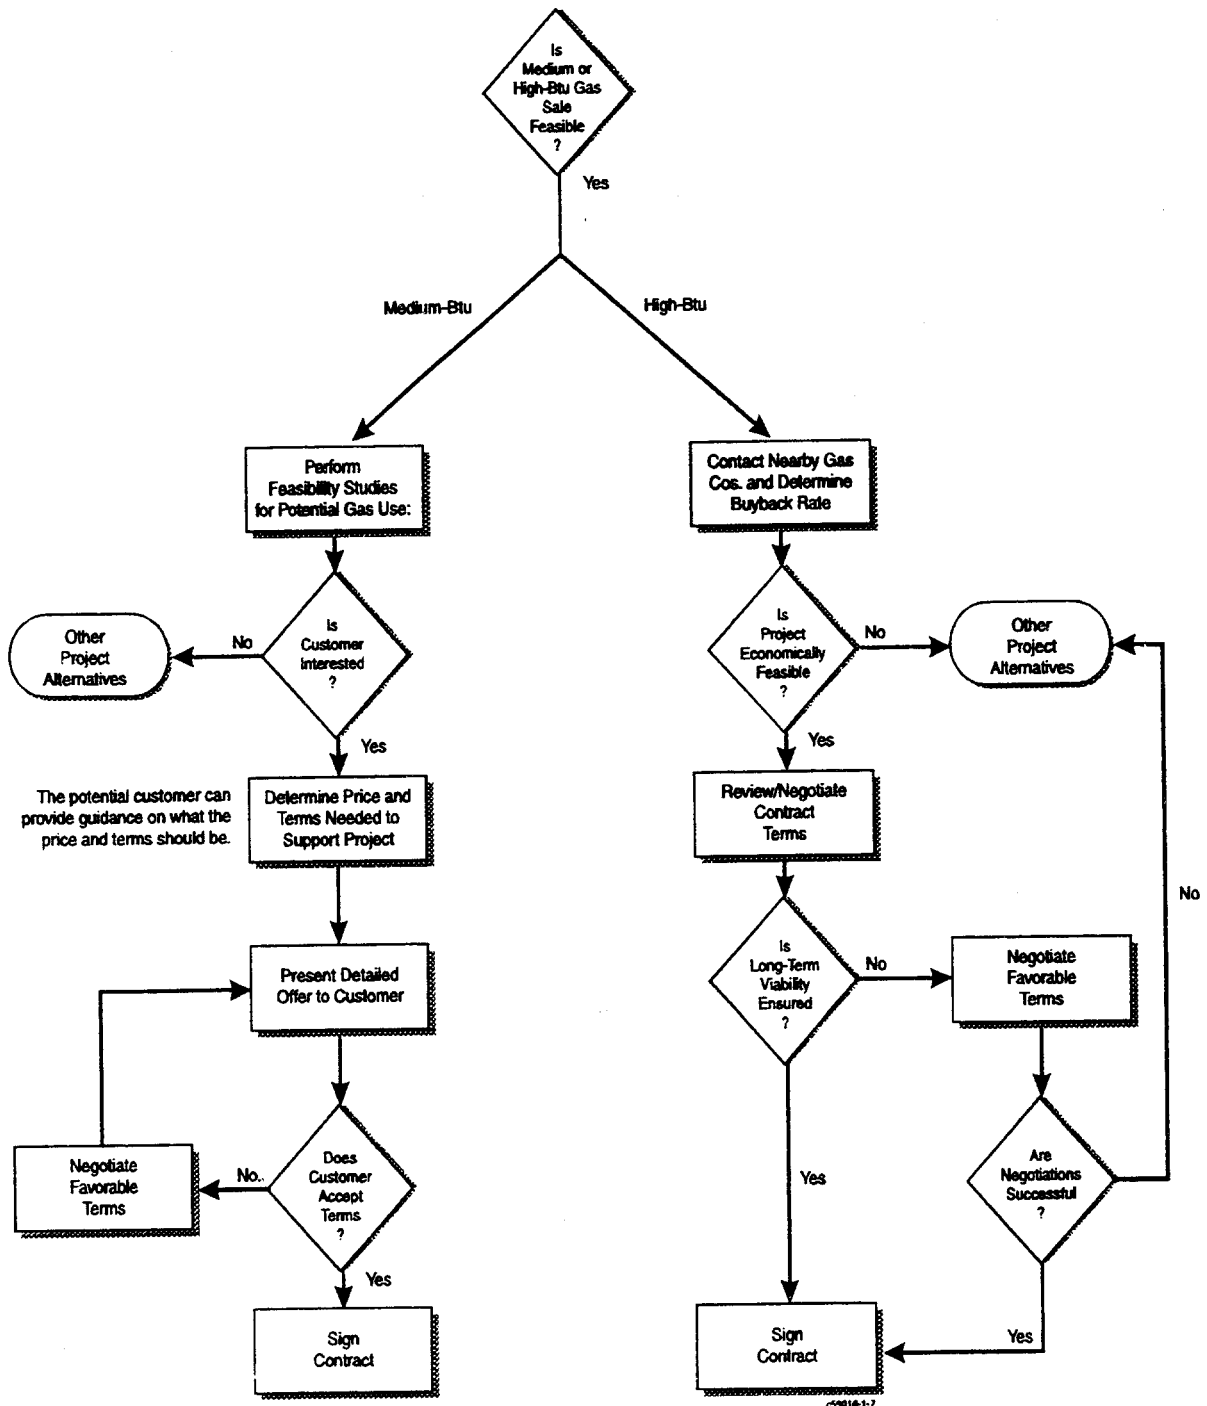 Is
Medium or
High-Btu Gas
Sale
Feasible
?
Yes
Medium-Btu
High-Btu
Perform
Feasibility Studies
for Potential Gas Use:
Contact Nearby Gas
Cos. and Determine
Buyback Rate
Other
Project
Alternatives
No
Is
Customer
Interested
?
Is
Project
Economically
Feasible
?
No
Other
Project
Alternatives
Yes
Yes
The potential customer can
provide guidance on what the
price and terms should be.
Determine Price and
Terms Needed to
Support Project
Review/Negotiate
Contract
Terms
No
Present Detailed
Offer to Customer
Is
Long-Term
Viability
Ensured
?
No
Negotiate
Favorable
Terms
Negotiate
Favorable
Terms
No..
Does
Customer
Accept
Terms
?
Yes
Are
Negotiations
Successful
?
Yes
Sign
Contract
Sign
Contract
Yes